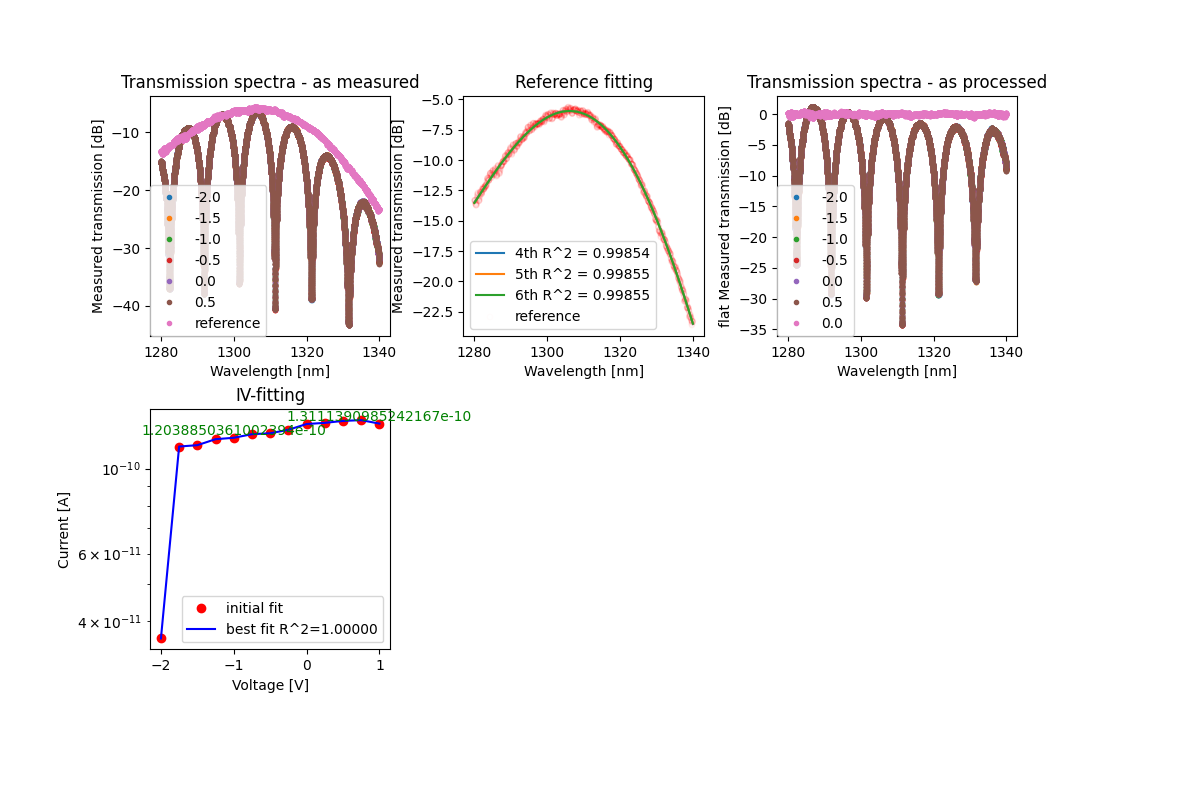 Transmission spectra - as measured
Measured transmission [dB]
−10
−20
−30
−40
-2.0
-1.5
-1.0
-0.5
0.0
0.5
reference
1280
1300
1320
1340
Wavelength [nm]
Reference fitting
Measured transmission [dB]
−5.0
−7.5
−10.0
−12.5
−15.0
−17.5
−20.0
−22.5
4th R^2 = 0.99854
5th R^2 = 0.99855
6th R^2 = 0.99855
reference
1280
1300
1320
1340
Wavelength [nm]
Transmission spectra - as processed
flat Measured transmission [dB]
0
−5
−10
−15
−20
−25
−30
−35
-2.0
-1.5
-1.0
-0.5
0.0
0.5
0.0
1280
1300
1320
1340
Wavelength [nm]
IV-fitting
Current [A]
10⁻¹⁰
6 × 10⁻¹¹
4 × 10⁻¹¹
1.3111390985242167e-10
initial fit
best fit R^2=1.00000
−2
−1
0
1
Voltage [V]